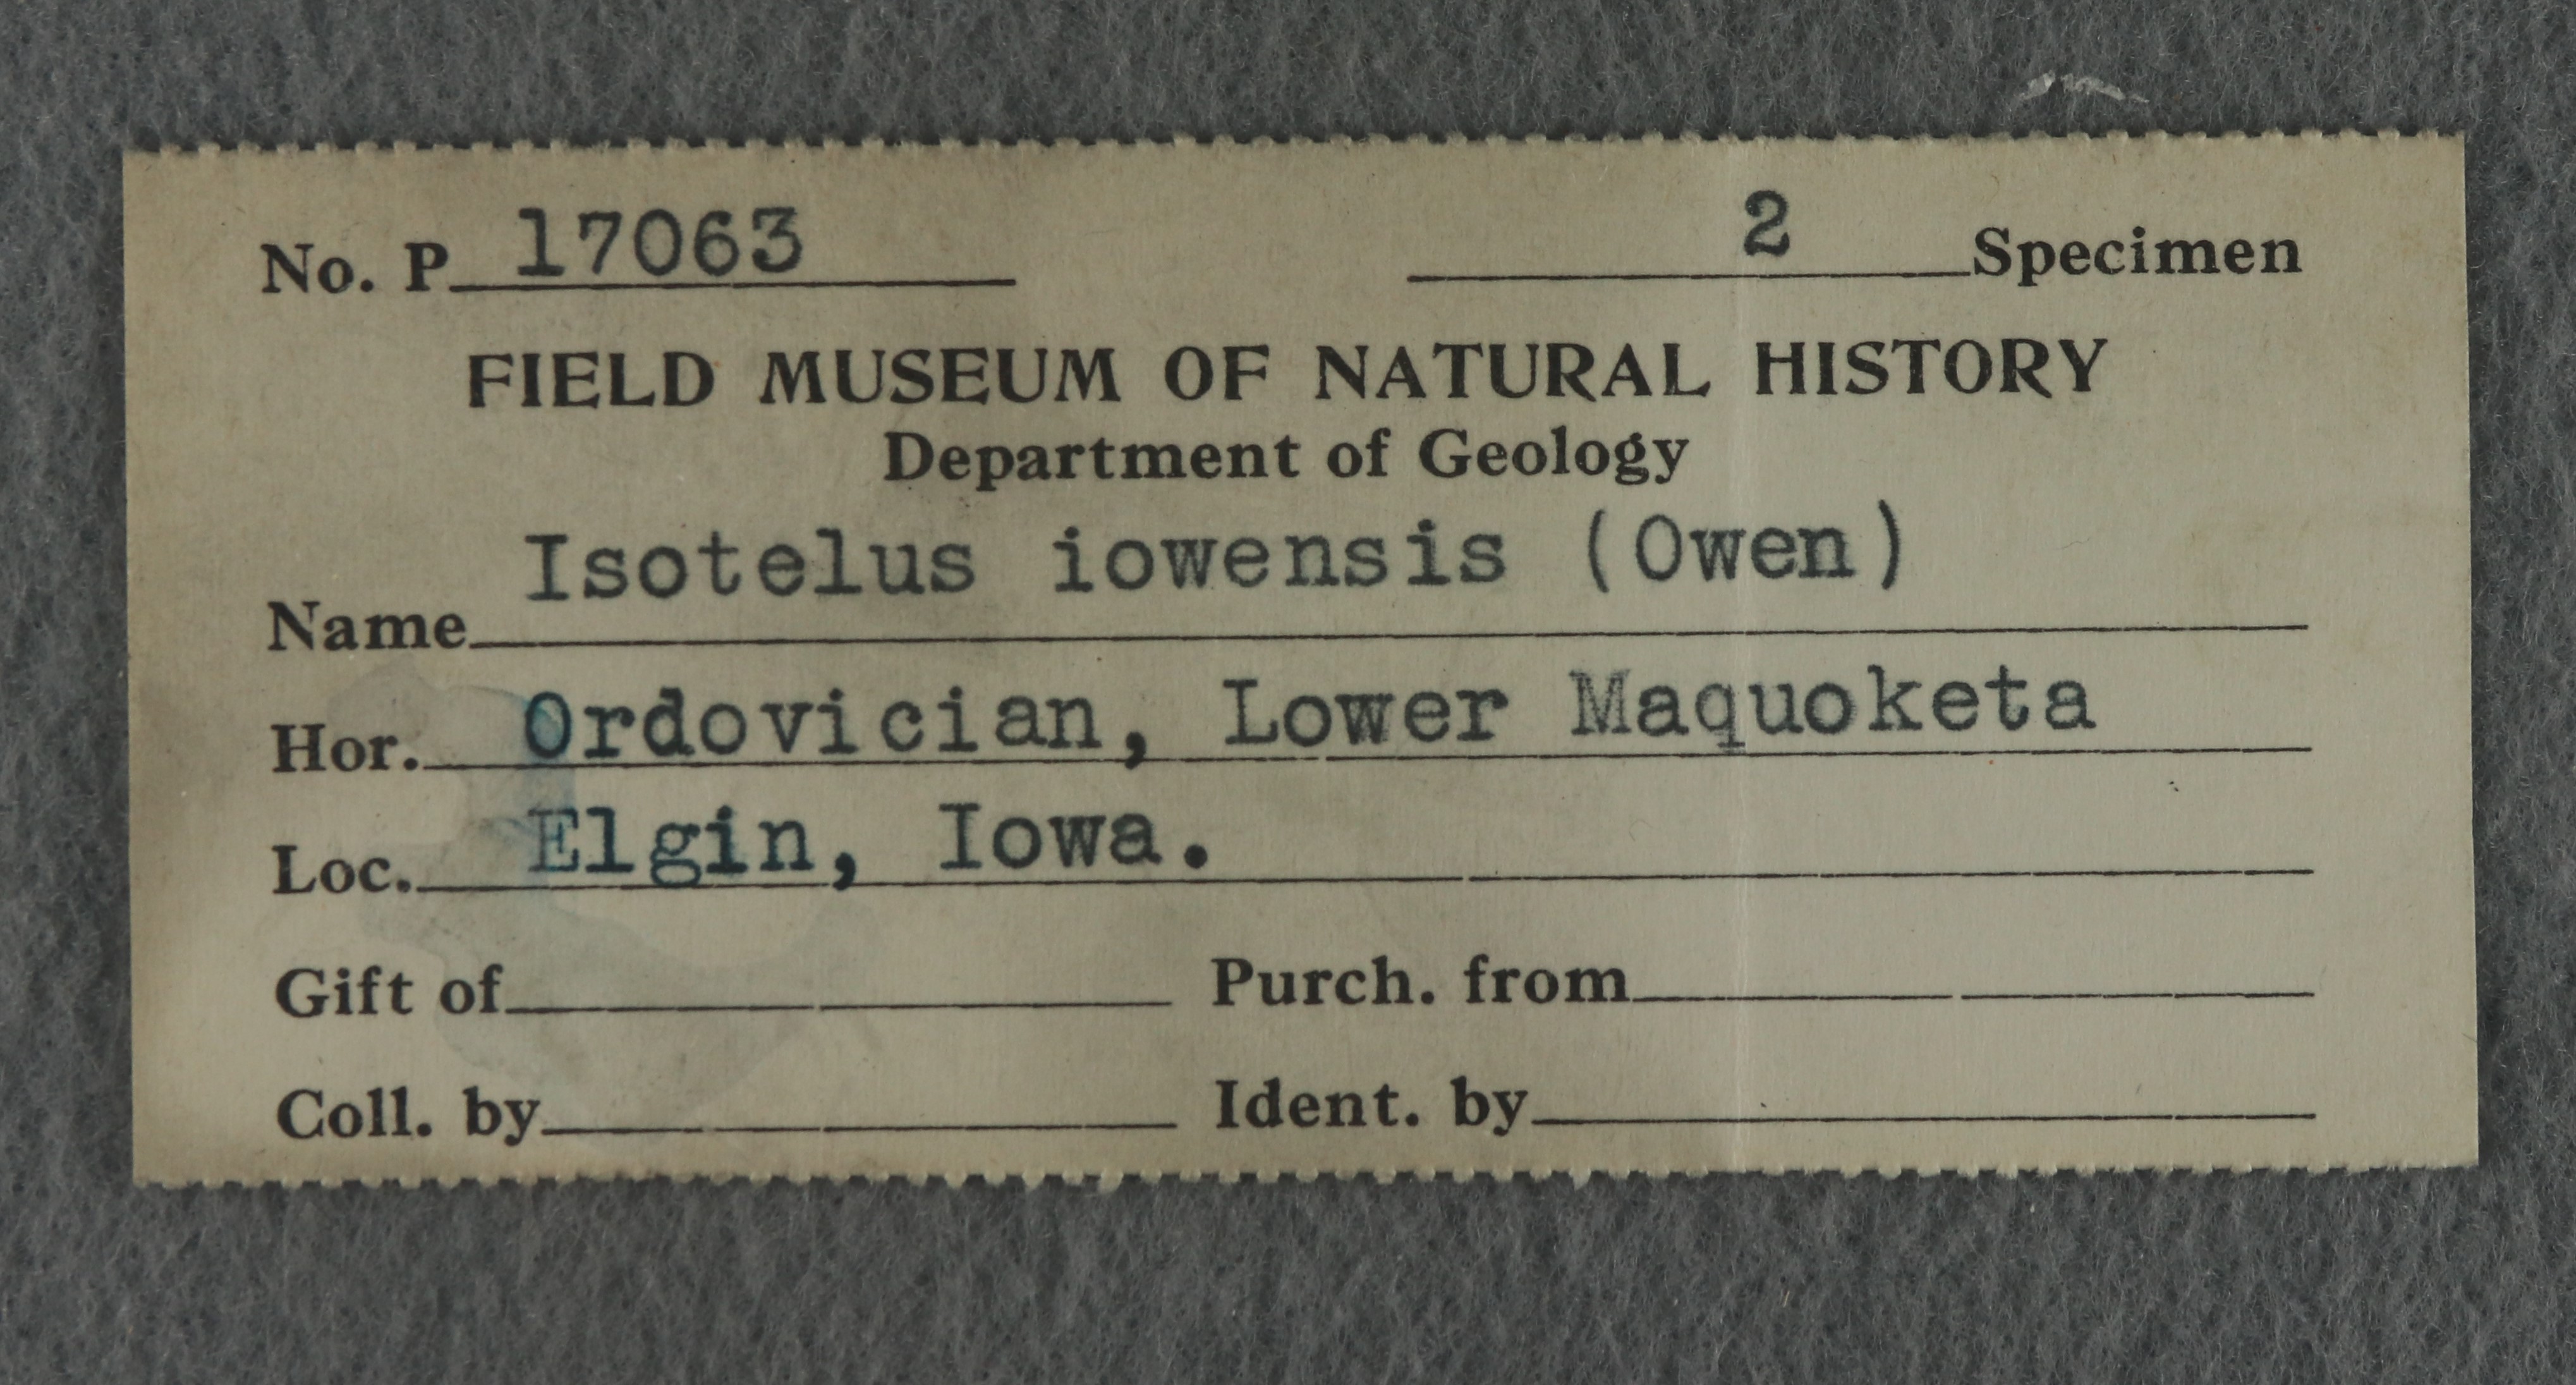 No. P 17063 2 Specimen
FIELD MUSEUM OF NATURAL HISTORY
Department of Geology
Name Isotelus iowensis (Owen)
Hor. Ordovician, Lower Maquoketa
Loc. Elgin, Iowa.
Gift of Purch. from
Coll. by Ident. by